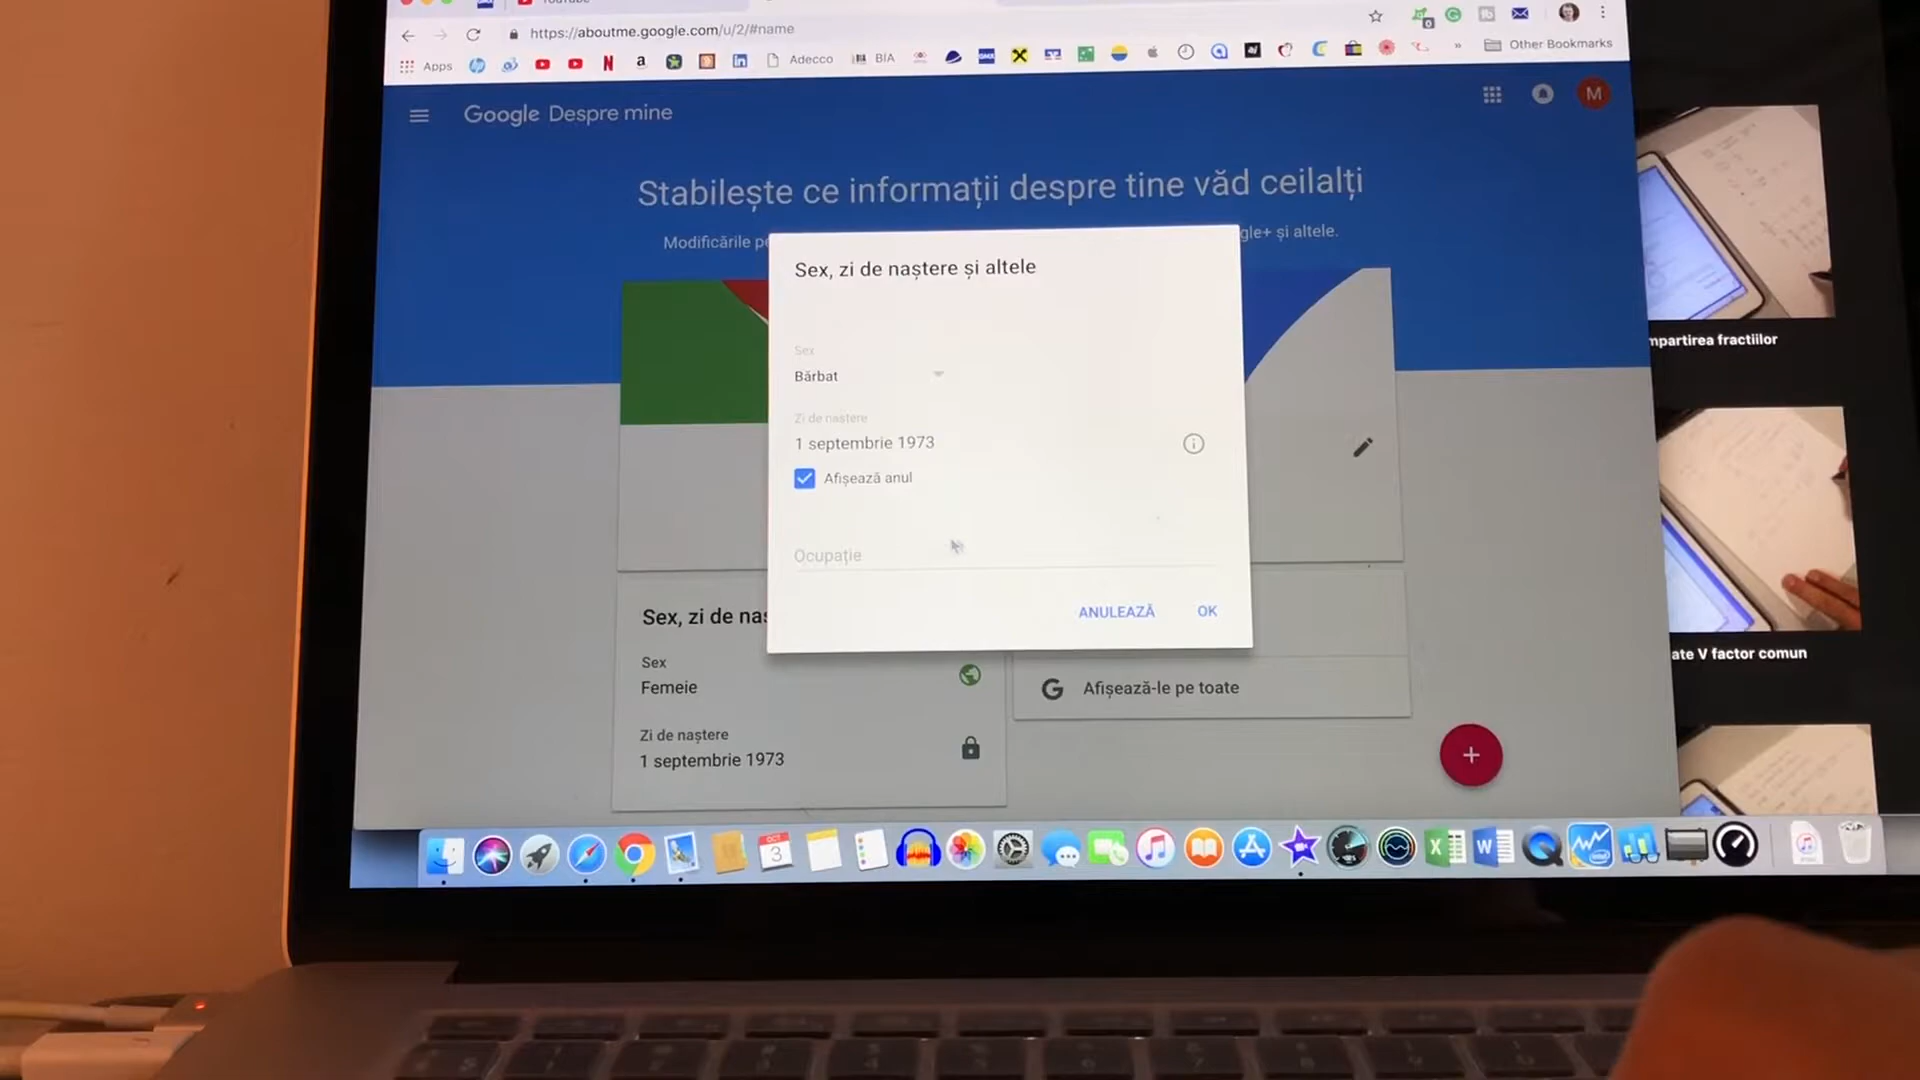 https://aboutme.google.com/u/2/#name
Apps
Adecco
BIA
Other Bookmarks
Google Despre mine
M
Stabilește ce informații despre tine văd ceilalți
Modificările
gle+ și altele.
Sex, zi de naștere și altele
Sex
Bărbat
Zi de naștere
1 septembrie 1973
Afișează anul
Ocupație
ANULEAZĂ OK
Sex, zi de naș
Sex
Femeie
Zi de naștere
1 septembrie 1973
G Afișează-le pe toate
mpartirea fractiilor
ate V factor comun
OCT
3